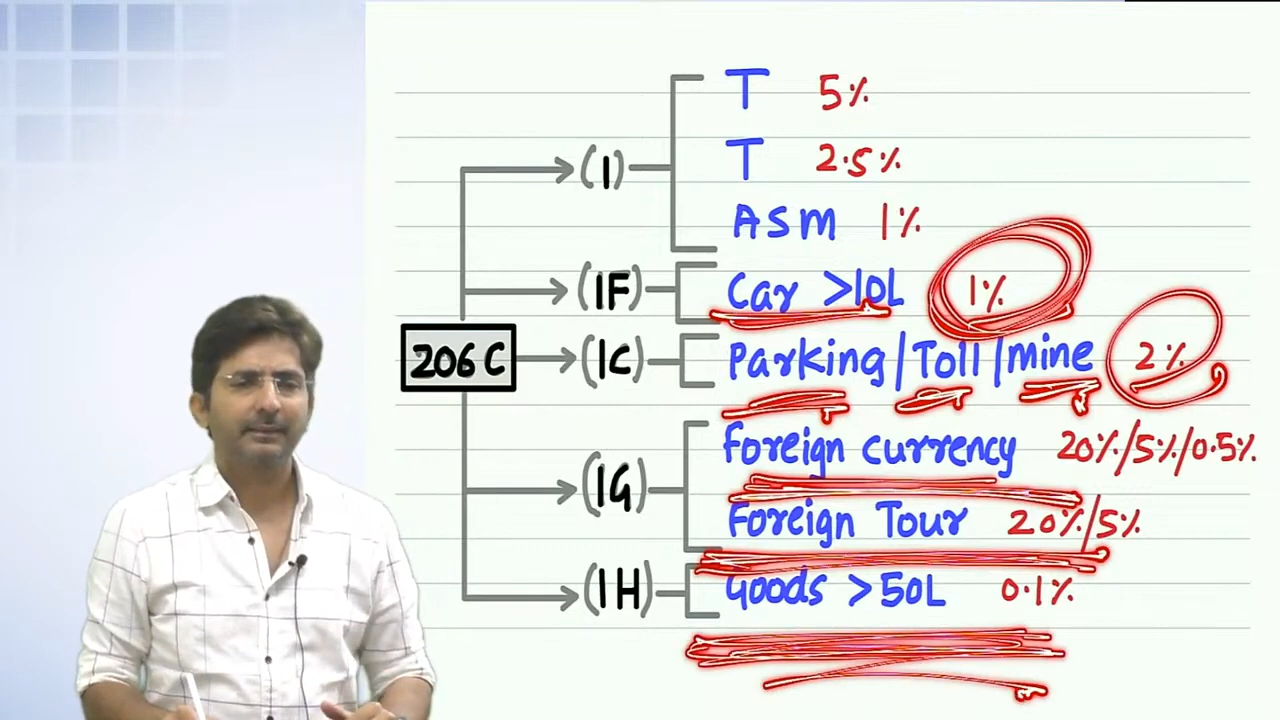 206C
(1)
T 5%
T 2.5%
Asm 1%
(1F) Car >10L 1%
(1C) Parking/Toll/mine 2%
(1G)
Foreign currency 20%/5%/0.5%
Foreign Tour 20%/5%
(1H) Goods >50L 0.1%